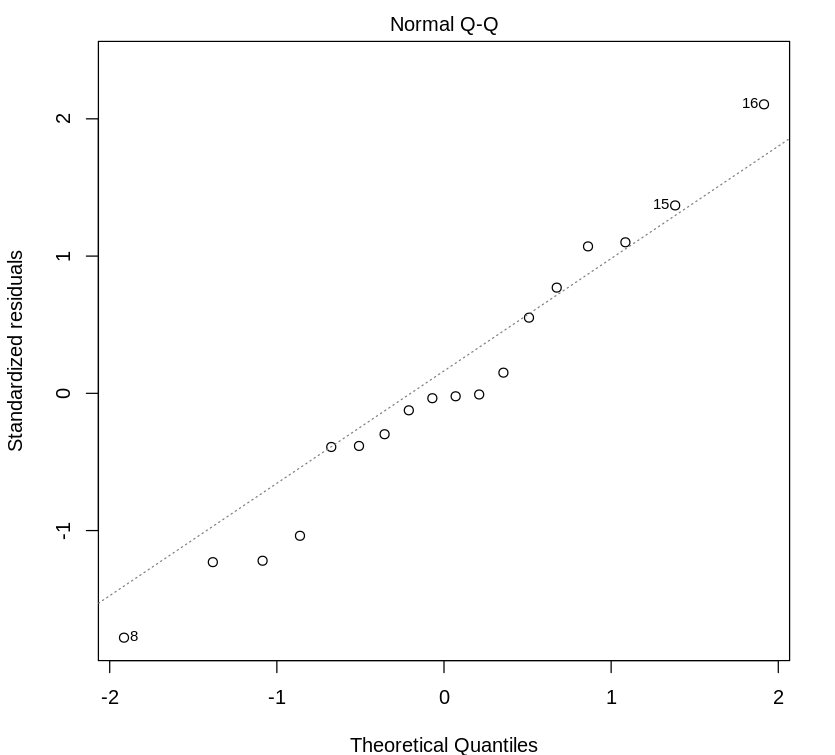 Normal Q-Q
16
2
15
1
Standardized residuals
0
-1
8
-2 -1 0 1 2
Theoretical Quantiles